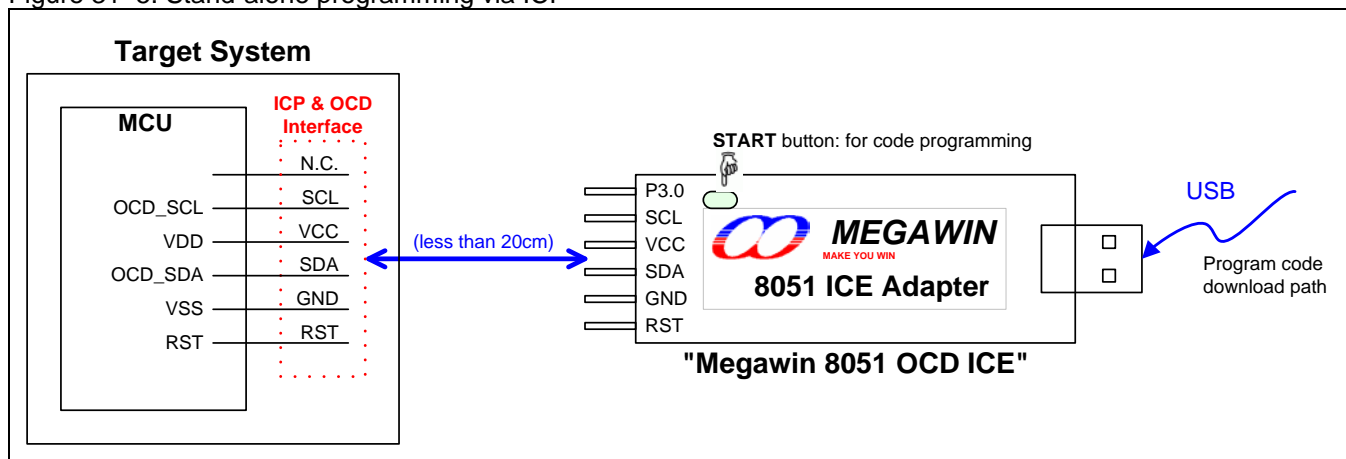 Target System
MCU
ICP & OCD
Interface
N.C.
OCD_SCL SCL
VDD VCC
OCD_SDA SDA
VSS GND
RST RST
(less than 20cm)
START button: for code programming
P3.0
SCL
VCC
SDA
GND
RST
MEGAWIN
MAKE YOU WIN
8051 ICE Adapter
"Megawin 8051 OCD ICE"
USB
Program code
download path